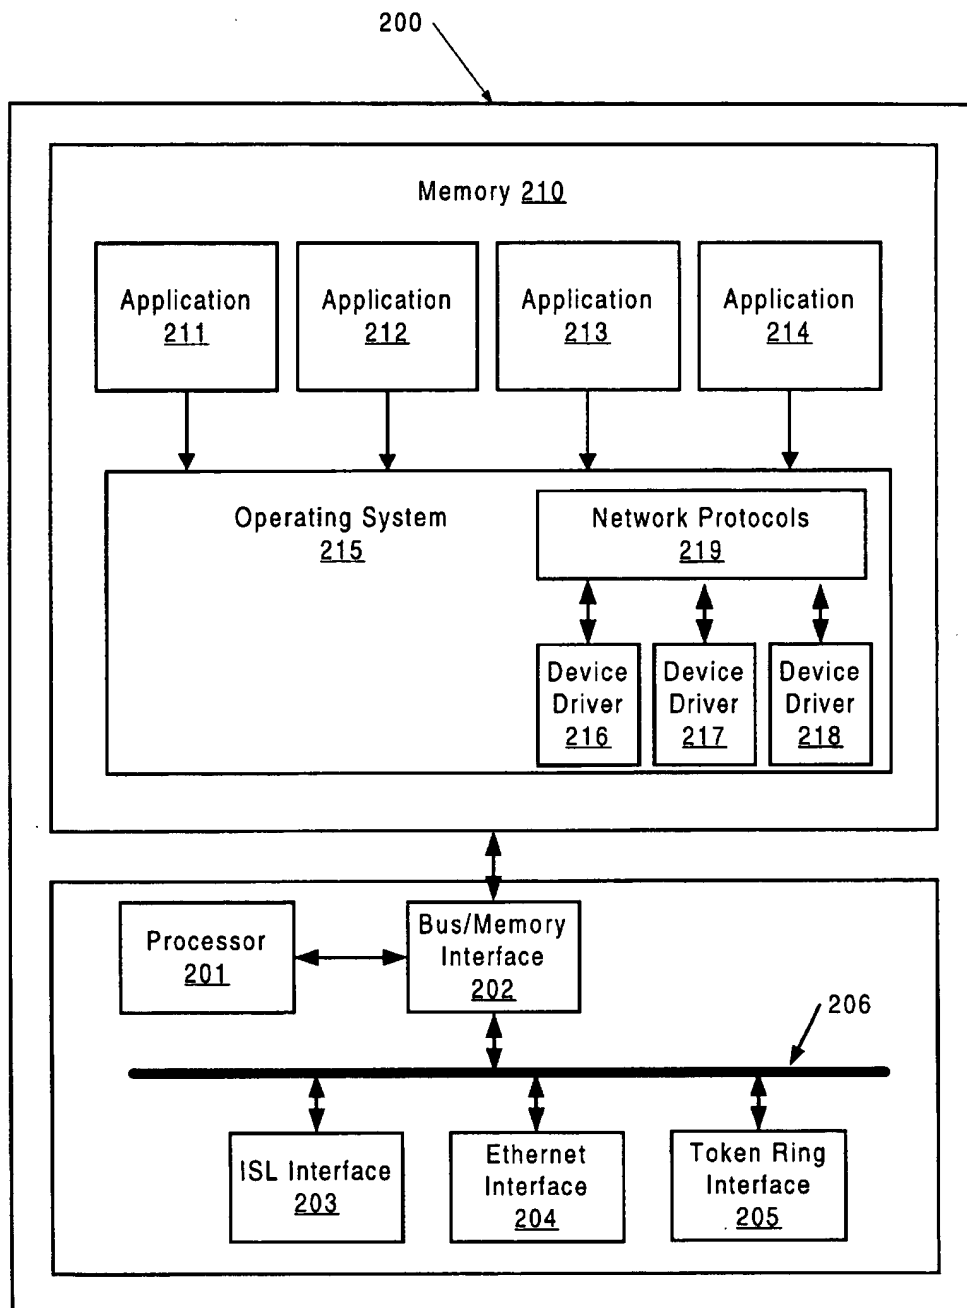 200
Memory 210
Application
211
Application
212
Application
213
Application
214
Operating System
215
Network Protocols
219
Device
Driver
216
Device
Driver
217
Device
Driver
218
Processor
201
Bus/Memory
Interface
202
206
ISL Interface
203
Ethernet
Interface
204
Token Ring
Interface
205